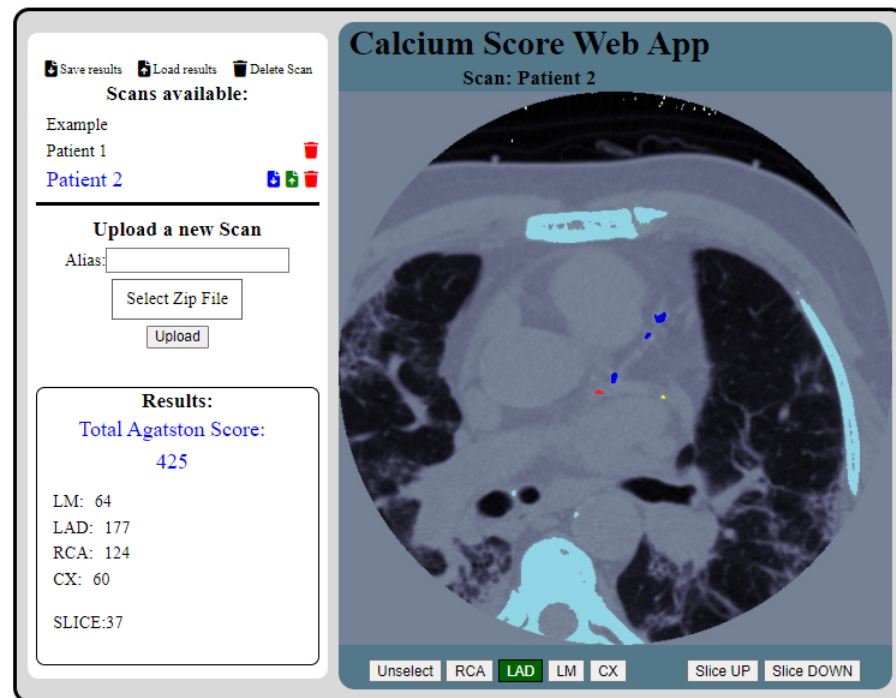 Save results Load results Delete Scan
Scans available:
Example
Patient 1
Patient 2
Upload a new Scan
Alias:
Select Zip File
Upload
Results:
Total Agatston Score:
425
LM: 64
LAD: 177
RCA: 124
CX: 60
SLICE:37
Calcium Score Web App
Scan: Patient 2
Unselect RCA LAD LM CX Slice UP Slice DOWN